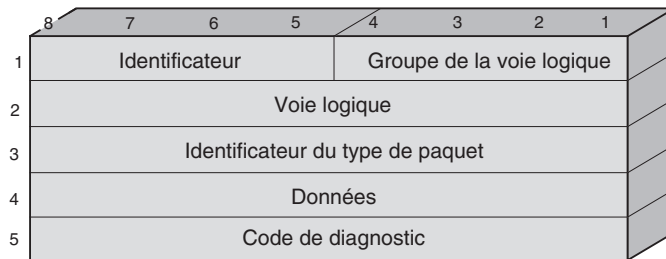 8 7 6 5 4 3 2 1
1 Identificateur Groupe de la voie logique
2 Voie logique
3 Identificateur du type de paquet
4 Données
5 Code de diagnostic